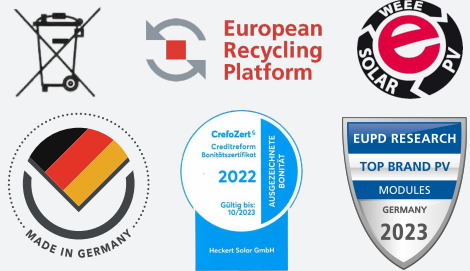 European
Recycling
Platform
WEEE
e
SOLAR
PV
MADE IN GERMANY
CrefoZert
Creditreform
Bonitätszertifikat
2022
Gültig bis:
10/2023
AUSGEZEICHNETE
BONITÄT
Heckert Solar GmbH
EUPD RESEARCH
TOP BRAND PV
MODULES
GERMANY
2023